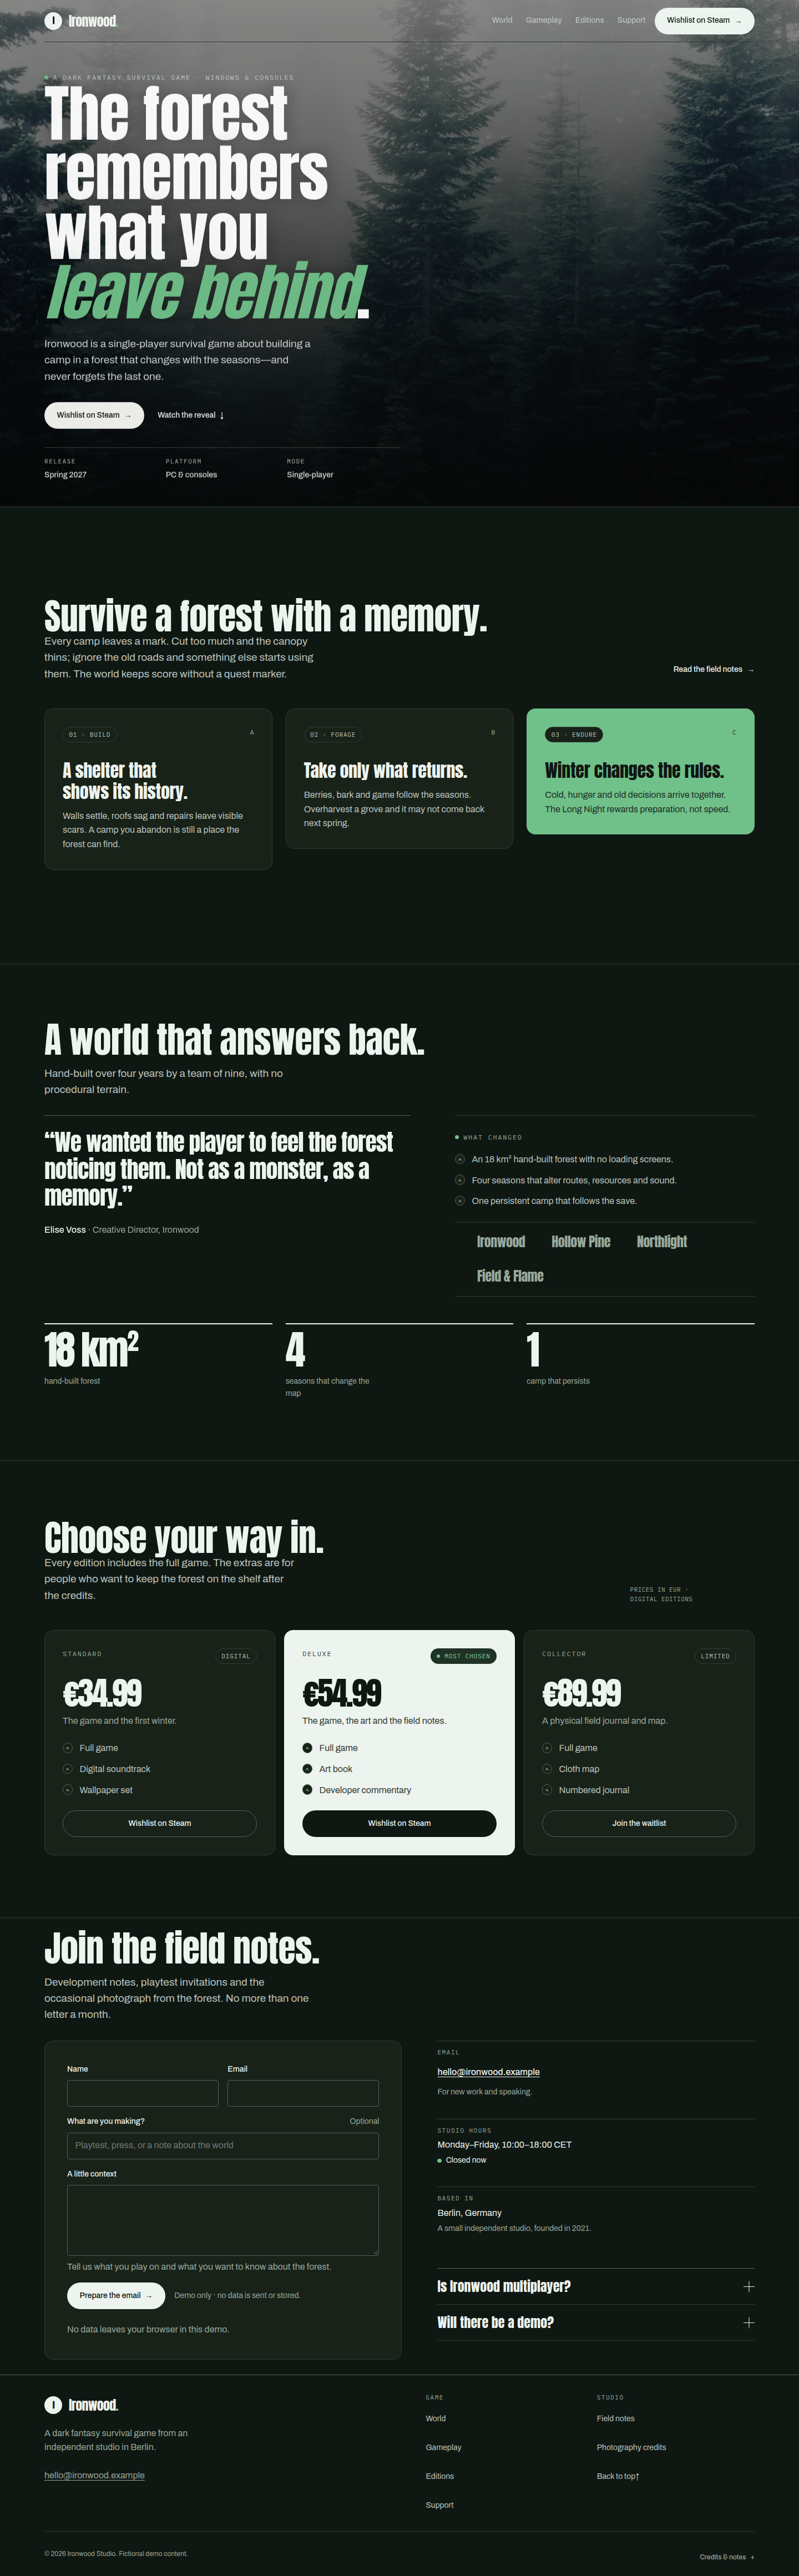 I Ironwood.
World Gameplay Editions Support Wishlist on Steam →
A DARK FANTASY SURVIVAL GAME · WINDOWS & CONSOLES
The forest
remembers
what you
leave behind.
Ironwood is a single-player survival game about building a
camp in a forest that changes with the seasons—and
never forgets the last one.
Wishlist on Steam → Watch the reveal ↓
RELEASE PLATFORM MODE
Spring 2027 PC & consoles Single-player
Survive a forest with a memory.
Every camp leaves a mark. Cut too much and the canopy
thins; ignore the old roads and something else starts using
them. The world keeps score without a quest marker.
Read the field notes →
01 · BUILD A
A shelter that
shows its history.
Walls settle, roofs sag and repairs leave visible
scars. A camp you abandon is still a place the
forest can find.
02 · FORAGE B
Take only what returns.
Berries, bark and game follow the seasons.
Overharvest a grove and it may not come back
next spring.
03 · ENDURE C
Winter changes the rules.
Cold, hunger and old decisions arrive together.
The Long Night rewards preparation, not speed.
A world that answers back.
Hand-built over four years by a team of nine, with no
procedural terrain.
“We wanted the player to feel the forest
noticing them. Not as a monster, as a
memory.”
Elise Voss · Creative Director, Ironwood
WHAT CHANGED
An 18 km² hand-built forest with no loading screens.
Four seasons that alter routes, resources and sound.
One persistent camp that follows the save.
Ironwood Hollow Pine Northlight
Field & Flame
18 km²
hand-built forest
4
seasons that change the
map
1
camp that persists
Choose your way in.
Every edition includes the full game. The extras are for
people who want to keep the forest on the shelf after
the credits.
PRICES IN EUR ·
DIGITAL EDITIONS
STANDARD DIGITAL
€34.99
The game and the first winter.
Full game
Digital soundtrack
Wallpaper set
Wishlist on Steam
DELUXE MOST CHOSEN
€54.99
The game, the art and the field notes.
Full game
Art book
Developer commentary
Wishlist on Steam
COLLECTOR LIMITED
€89.99
A physical field journal and map.
Full game
Cloth map
Numbered journal
Join the waitlist
Join the field notes.
Development notes, playtest invitations and the
occasional photograph from the forest. No more than one
letter a month.
Name Email
What are you making? Optional
Playtest, press, or a note about the world
A little context
Tell us what you play on and what you want to know about the forest.
Prepare the email → Demo only · no data is sent or stored.
No data leaves your browser in this demo.
EMAIL
hello@ironwood.example
For new work and speaking.
STUDIO HOURS
Monday–Friday, 10:00–18:00 CET
Closed now
BASED IN
Berlin, Germany
A small independent studio, founded in 2021.
Is Ironwood multiplayer?
Will there be a demo?
I Ironwood.
A dark fantasy survival game from an
independent studio in Berlin.
hello@ironwood.example
GAME
World
Gameplay
Editions
Support
STUDIO
Field notes
Photography credits
Back to top↑
© 2026 Ironwood Studio. Fictional demo content.
Credits & notes +